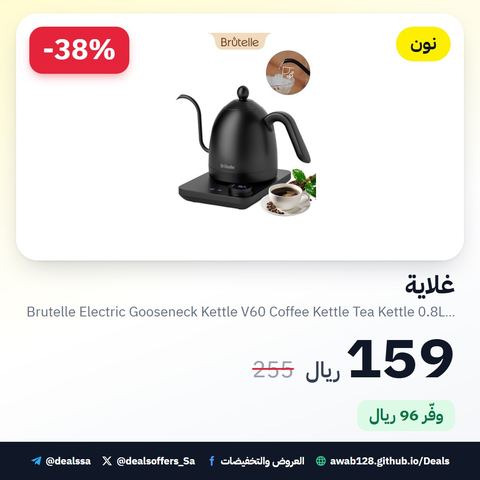 -38%
نون
Brûtelle
Brûtelle
غلاية
Brutelle Electric Gooseneck Kettle V60 Coffee Kettle Tea Kettle 0.8L...
159 ريال 255
وفّر 96 ريال
@dealssa @dealsoffers_Sa العروض والتخفيضات awab128.github.io/Deals